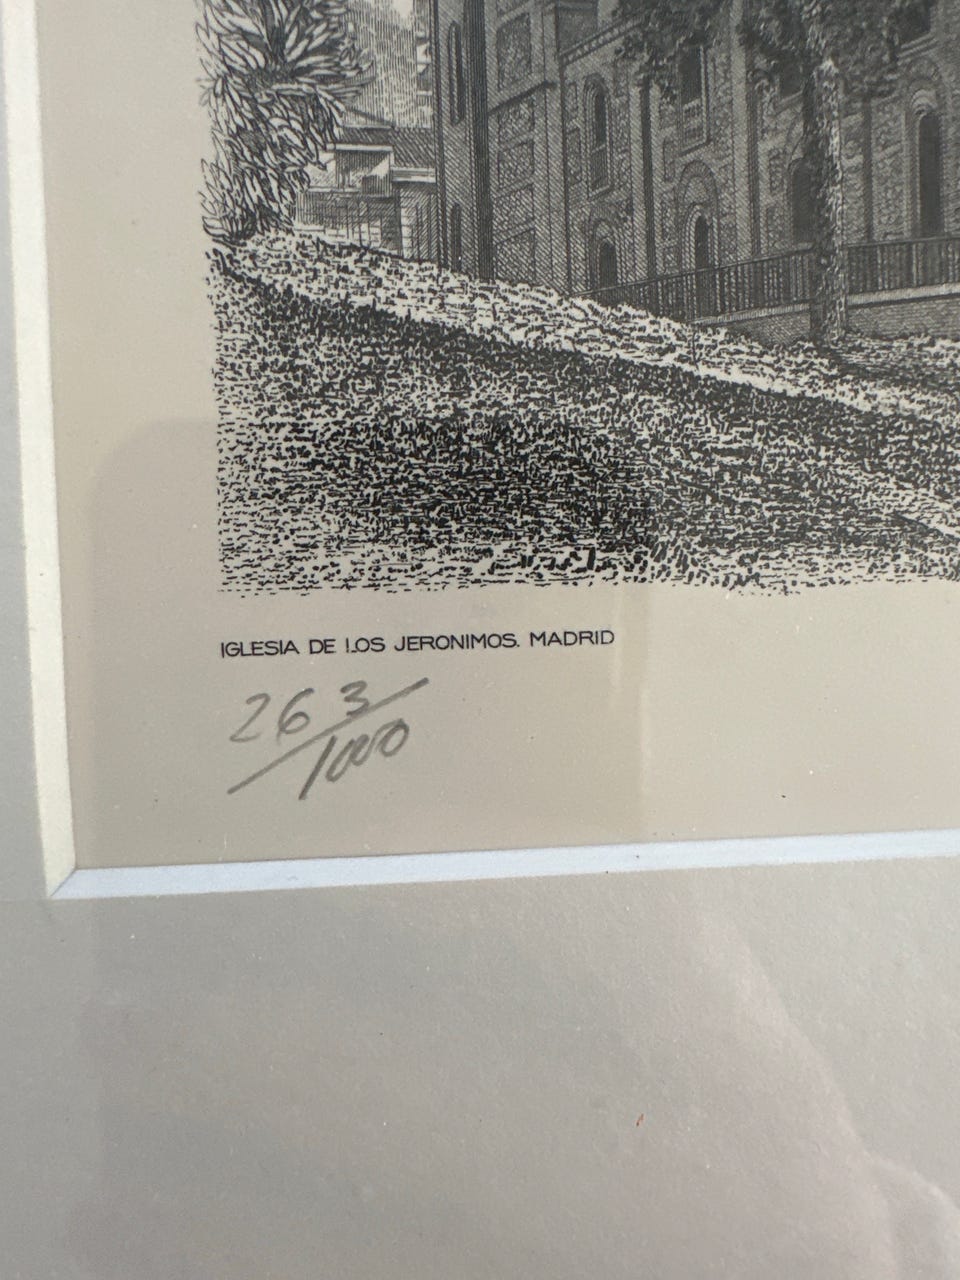 IGLESIA DE LOS JERONIMOS. MADRID
263/1000